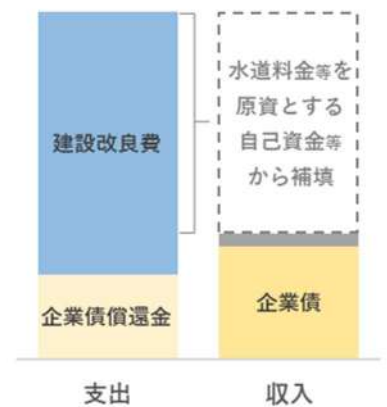 建設改良費
企業債償還金
水道料金等を
原資とする
自己資金等
から補填
企業債
支出
収入